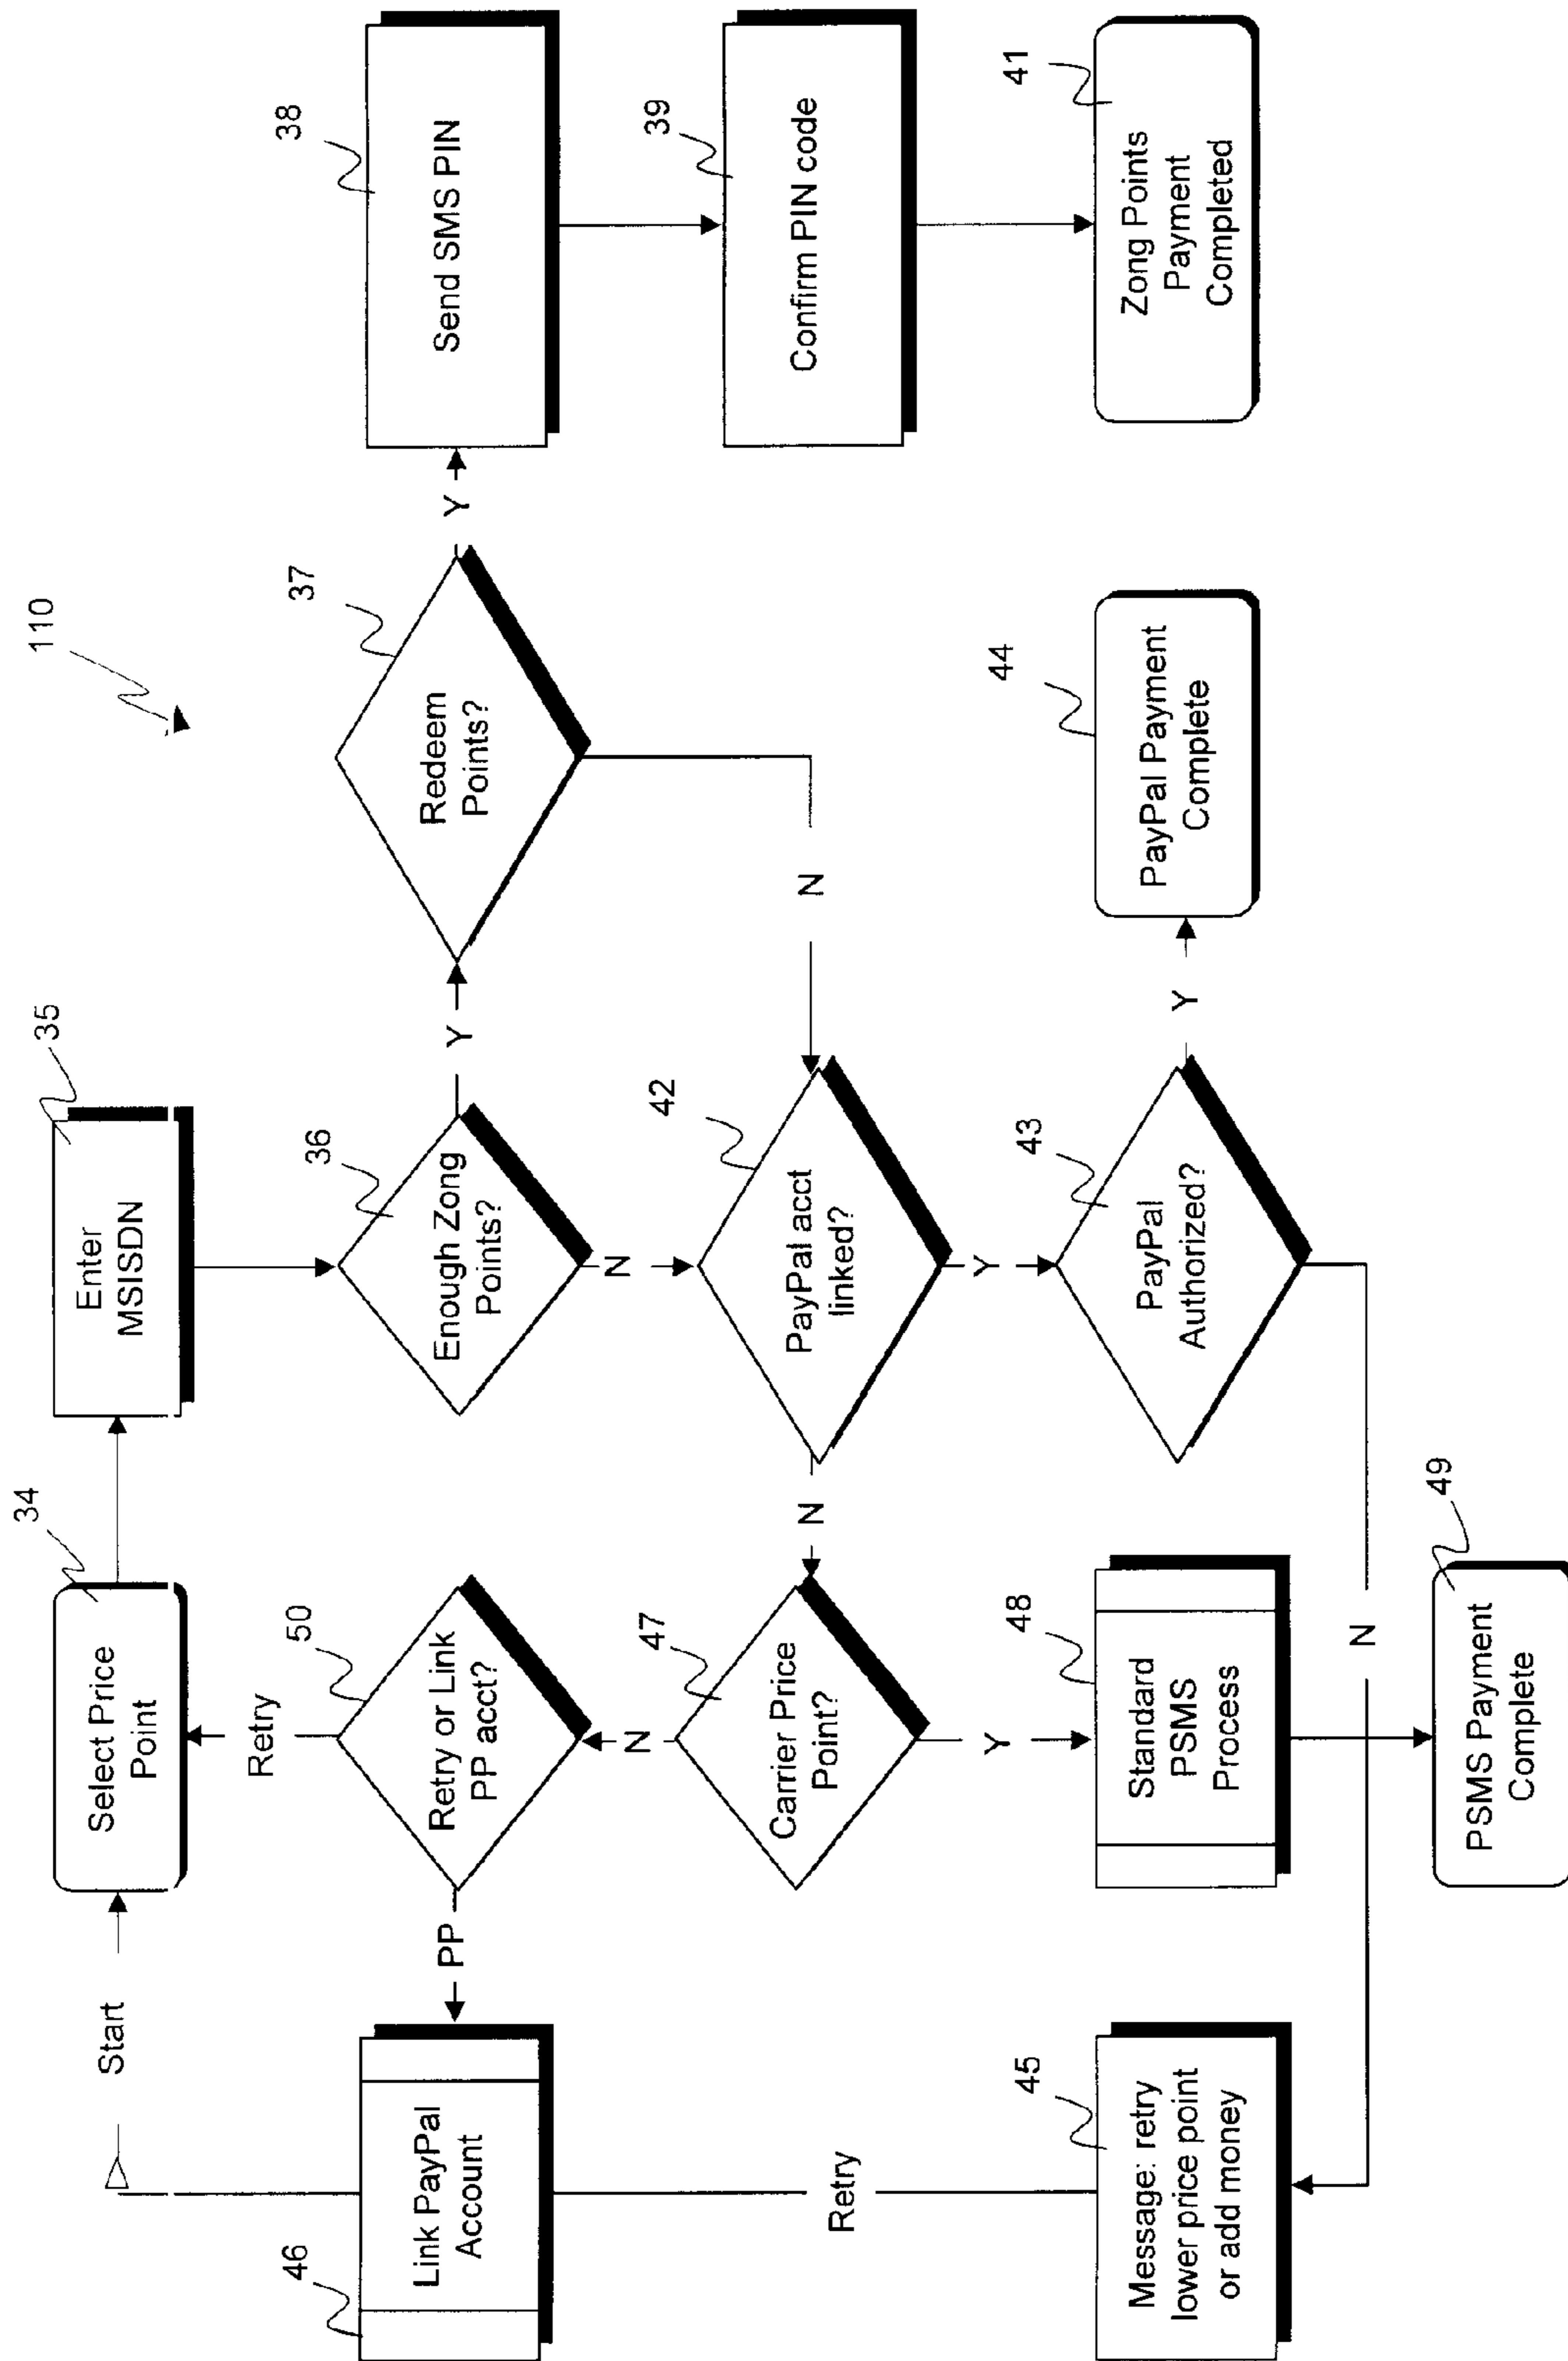 110
Start
34
Select Price
Point
35
Enter
MSISDN
46
Link PayPal
Account
PP
50
Retry or Link
PP acct?
Retry
36
Enough Zong
Points?
Y
37
Redeem
Points?
Y
38
Send SMS PIN
Retry
N
47
Carrier Price
Point?
N
42
PayPal acct
linked?
N
N
39
Confirm PIN code
45
Message: retry
lower price point
or add money
Y
48
Standard
PSMS
Process
Y
43
PayPal
Authorized?
Y
44
PayPal Payment
Complete
41
Zong Points
Payment
Completed
N
49
PSMS Payment
Complete